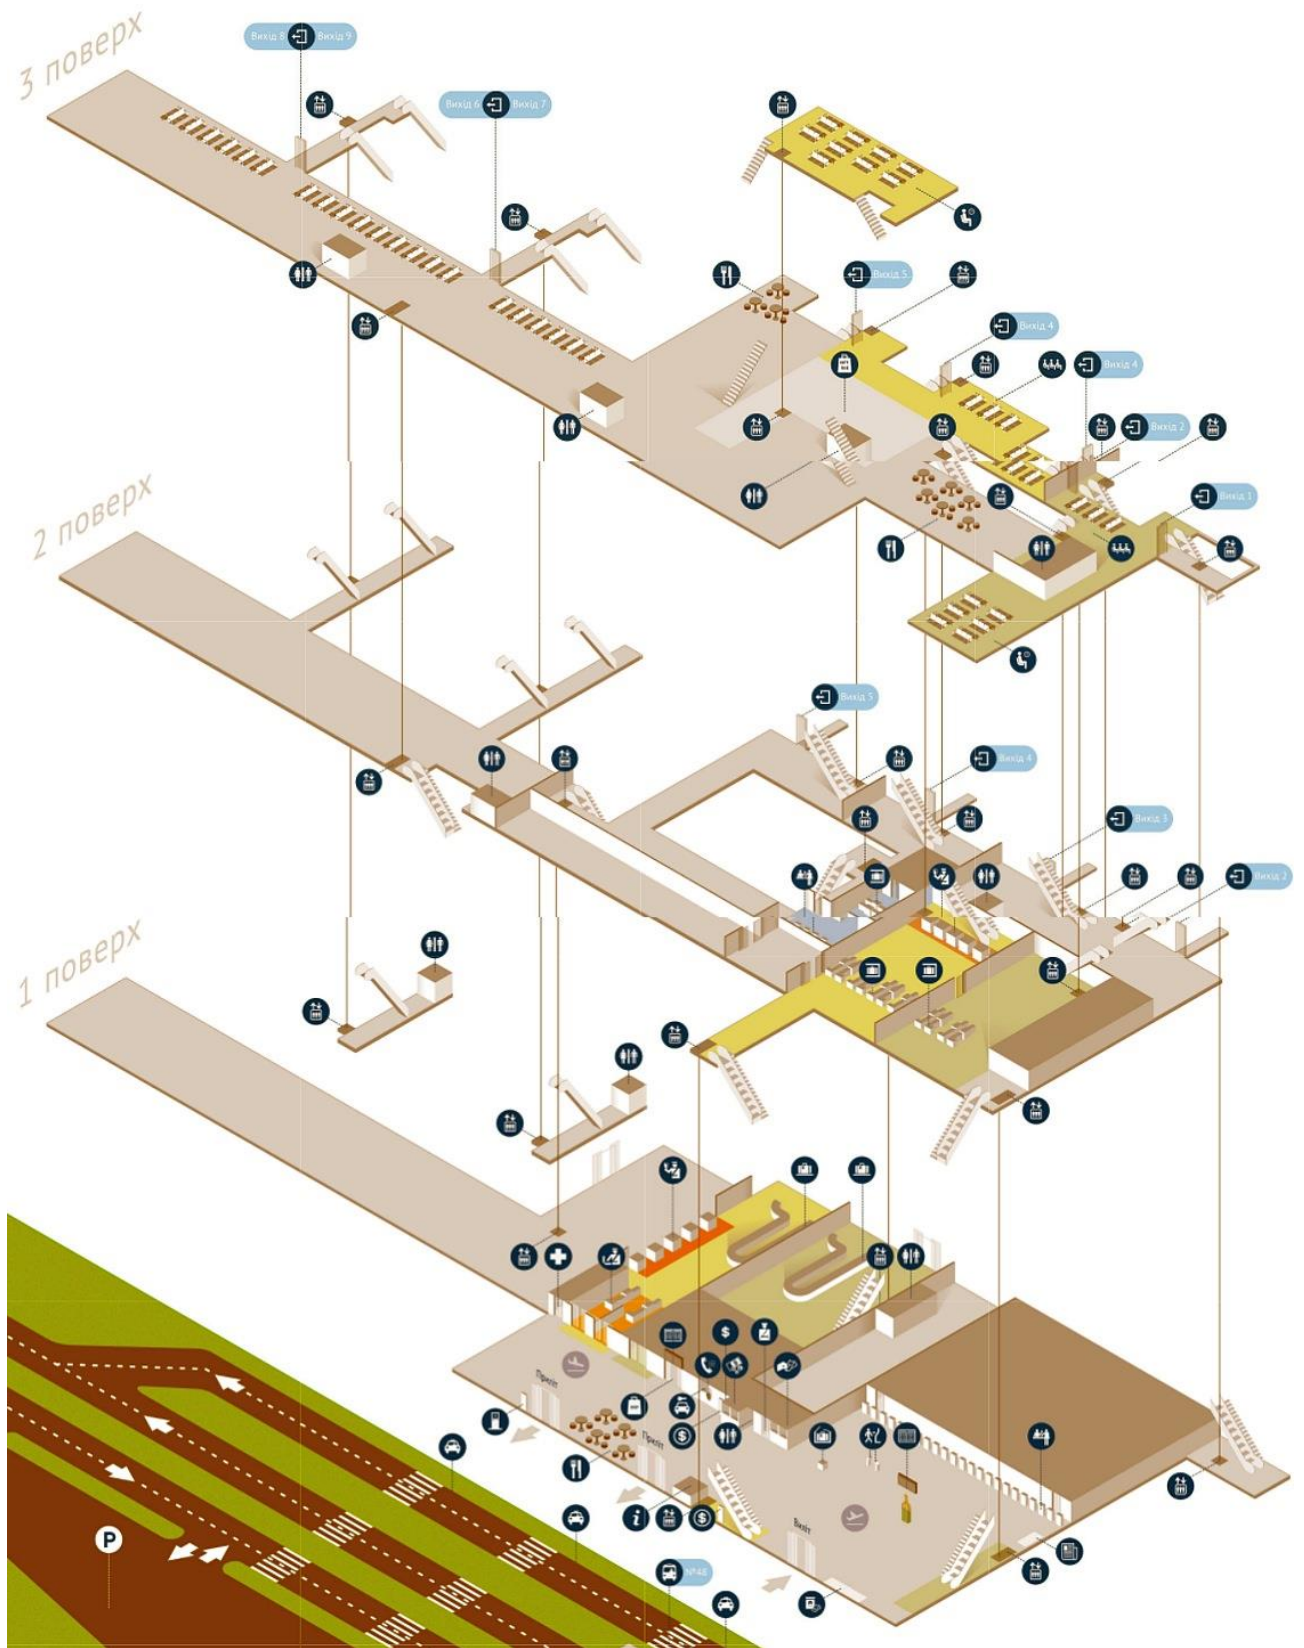 3 поверх
Вихід 8 Вихід 9
Вихід 6 Вихід 7
Вихід 5
Вихід 4
Вихід 4
Вихід 2
Вихід 1
2 поверх
Вихід 5
Вихід 4
Вихід 3
Вихід 2
1 поверх
Приліт
Приліт
Виліт
P
№48